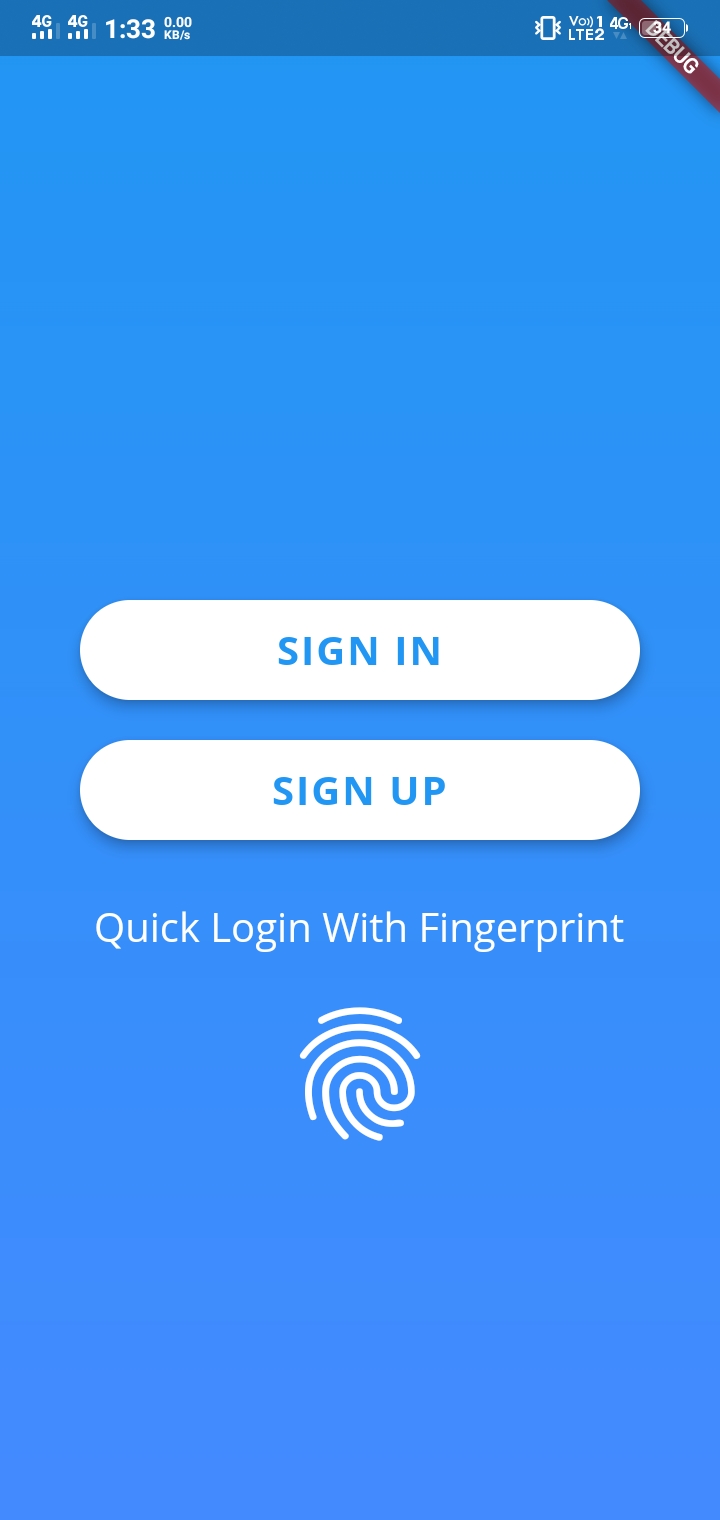 4G 4G 1:33 0.00 KB/s
Vo)) 1 LTE2 4G 34
DEBUG
SIGN IN
SIGN UP
Quick Login With Fingerprint